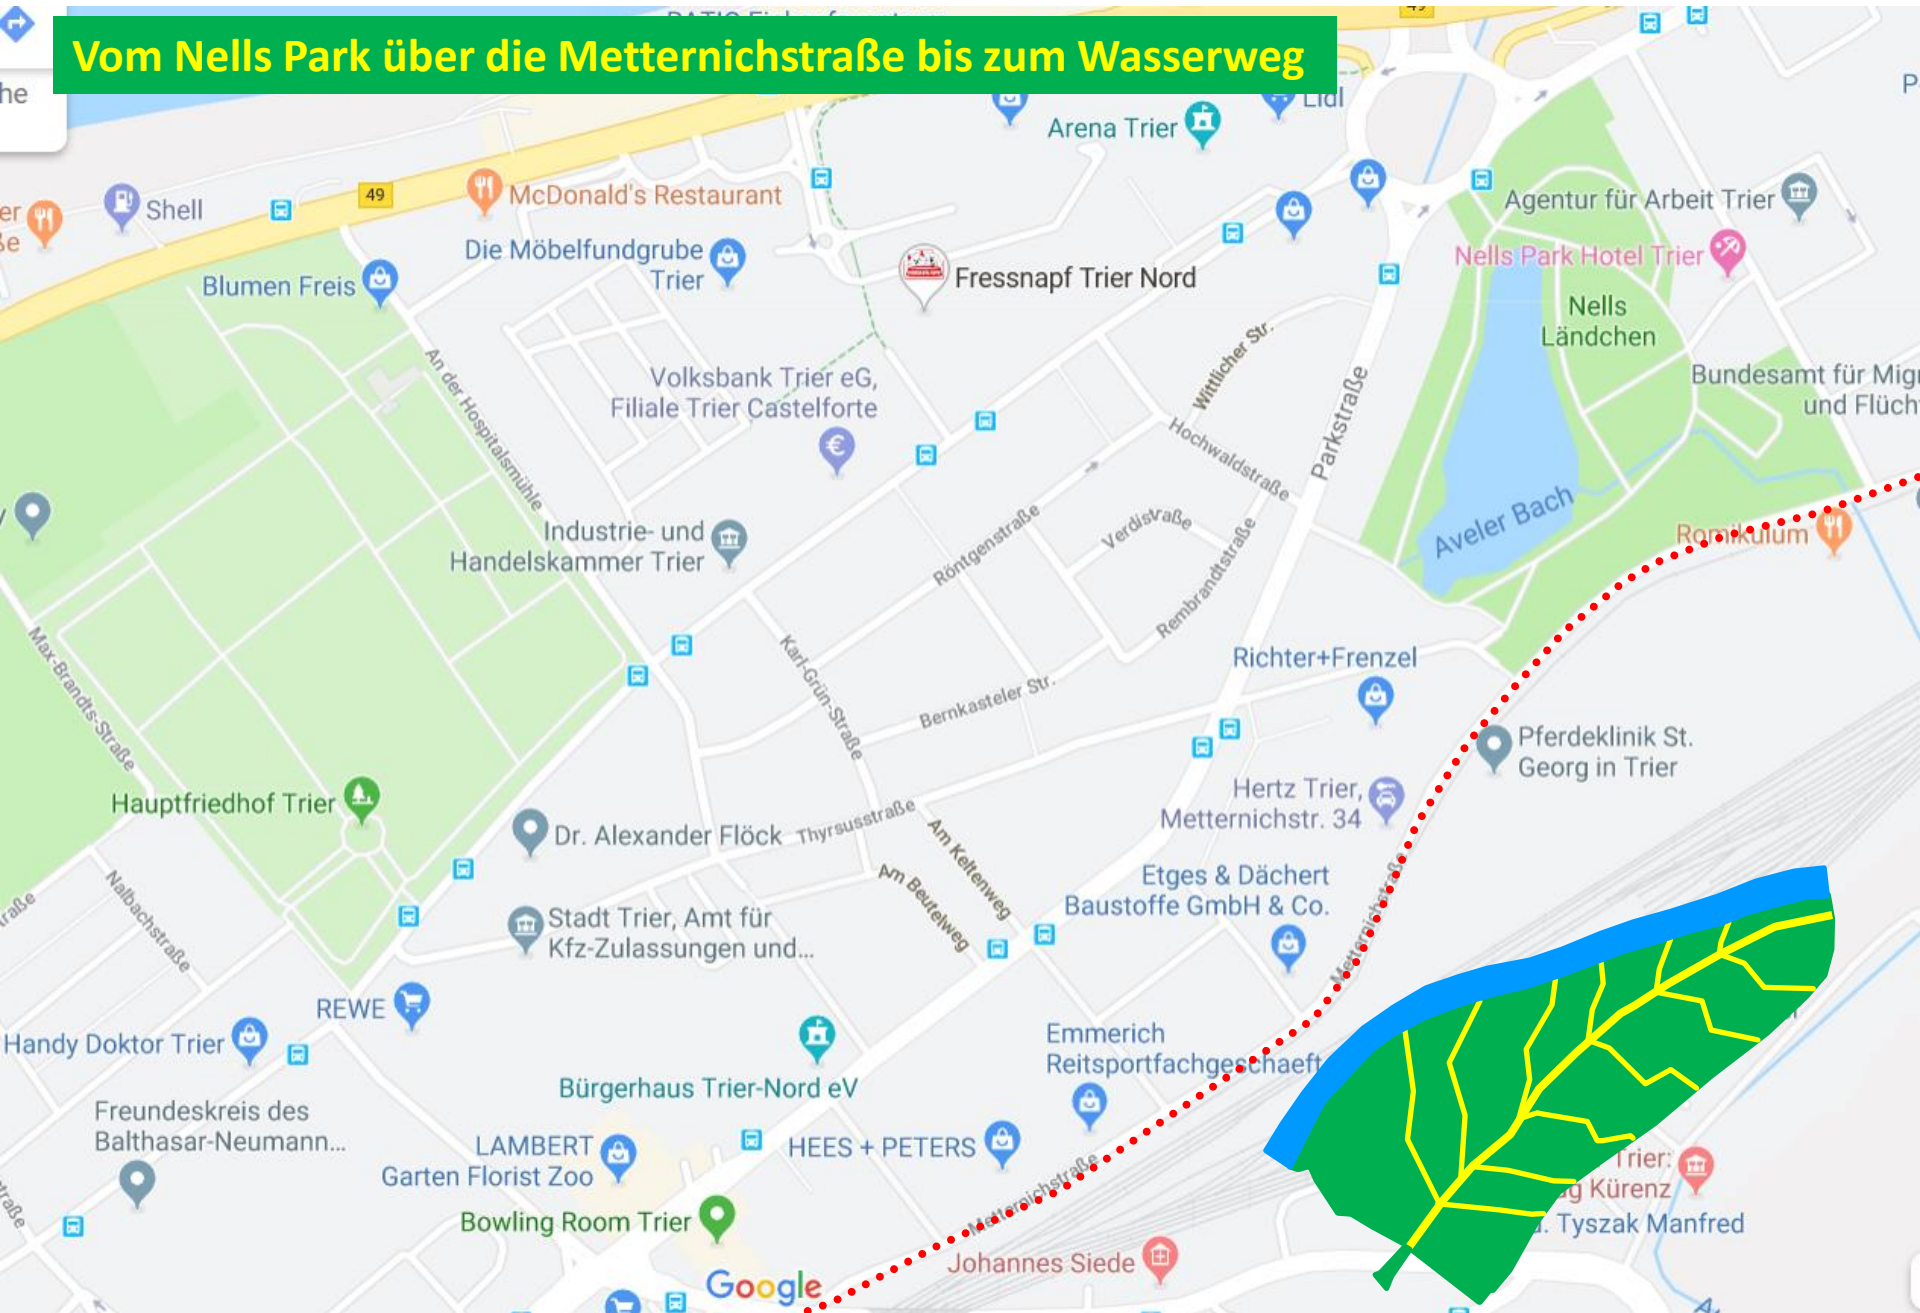 Vom Nells Park über die Metternichstraße bis zum Wasserweg
he
Lidl
Arena Trier
49
McDonald's Restaurant
Shell
Agentur für Arbeit Trier
Die Möbelfundgrube
Trier
Nells Park Hotel Trier
Blumen Freis
Fressnapf Trier Nord
Nells
Ländchen
Wittlicher Str.
An der Hospitalsmühle
Volksbank Trier eG,
Filiale Trier Castelforte
Parkstraße
Bundesamt für Migr
und Flücht
Hochwaldstraße
Industrie- und
Handelskammer Trier
Röntgenstraße
Verdistraße
Rembrandtstraße
Aveler Bach
Romikulum
Max-Brandts-Straße
Karl-Grün-Straße
Bernkasteler Str.
Richter+Frenzel
Pferdeklinik St.
Georg in Trier
Hauptfriedhof Trier
Dr. Alexander Flöck
Thyrsusstraße
Hertz Trier,
Metternichstr. 34
Am Keltenweg
Am Beutelweg
Etges & Dächert
Baustoffe GmbH & Co.
Metternichstraße
Nalbachstraße
raße
Stadt Trier, Amt für
Kfz-Zulassungen und...
REWE
Handy Doktor Trier
Emmerich
Reitsportfachgeschaeft
Bürgerhaus Trier-Nord eV
Freundeskreis des
Balthasar-Neumann...
LAMBERT
Garten Florist Zoo
HEES + PETERS
Metternichstraße
Trier:
g Kürenz
. Tyszak Manfred
Bowling Room Trier
Johannes Siede
Google